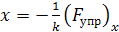 x = −1/k (Fупр)x